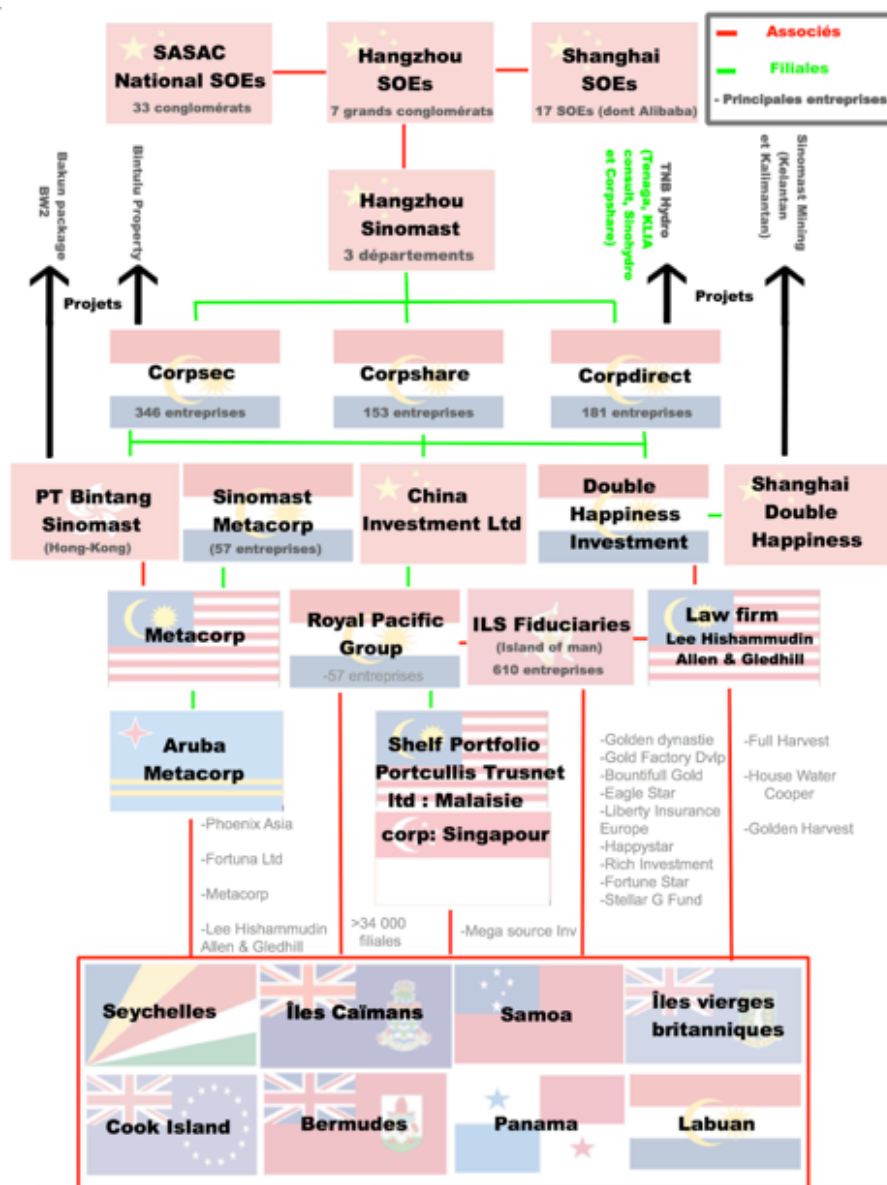 SASAC
National SOEs
33 conglomérats
Hangzhou
SOEs
7 grands conglomérats
Shanghai
SOEs
17 SOEs (dont Alibaba)
Associés
Filiales
- Principales entreprises
Bakun package
BW2
Bintulu Property
Hangzhou
Sinomast
3 départements
TNB Hydro
(Tenaga, KLIA
consult, Sinohydro
et Corpshare)
Sinomast Mining
(Kelantan
et Kalimantan)
Projets
Projets
Corpsec
346 entreprises
Corpshare
153 entreprises
Corpdirect
181 entreprises
PT Bintang
Sinomast
(Hong-Kong)
Sinomast
Metacorp
(57 entreprises)
China
Investment Ltd
Double
Happiness
Investment
Shanghai
Double
Happiness
Metacorp
Royal Pacific
Group
-57 entreprises
ILS Fiduciaries
(Island of man)
610 entreprises
Law firm
Lee Hishammudin
Allen & Gledhill
Aruba
Metacorp
Shelf Portfolio
Portcullis Trusnet
ltd : Malaisie
corp: Singapour
-Phoenix Asia
-Fortuna Ltd
-Metacorp
-Lee Hishammudin
Allen & Gledhill
>34 000
filiales
-Mega source Inv
-Golden dynastie
-Gold Factory Dvlp
-Bountifull Gold
-Eagle Star
-Liberty Insurance
Europe
-Happystar
-Rich Investment
-Fortune Star
-Stellar G Fund
-Full Harvest
-House Water
Cooper
-Golden Harvest
Seychelles
Îles Caïmans
Samoa
Îles vierges
britanniques
Cook Island
Bermudes
Panama
Labuan